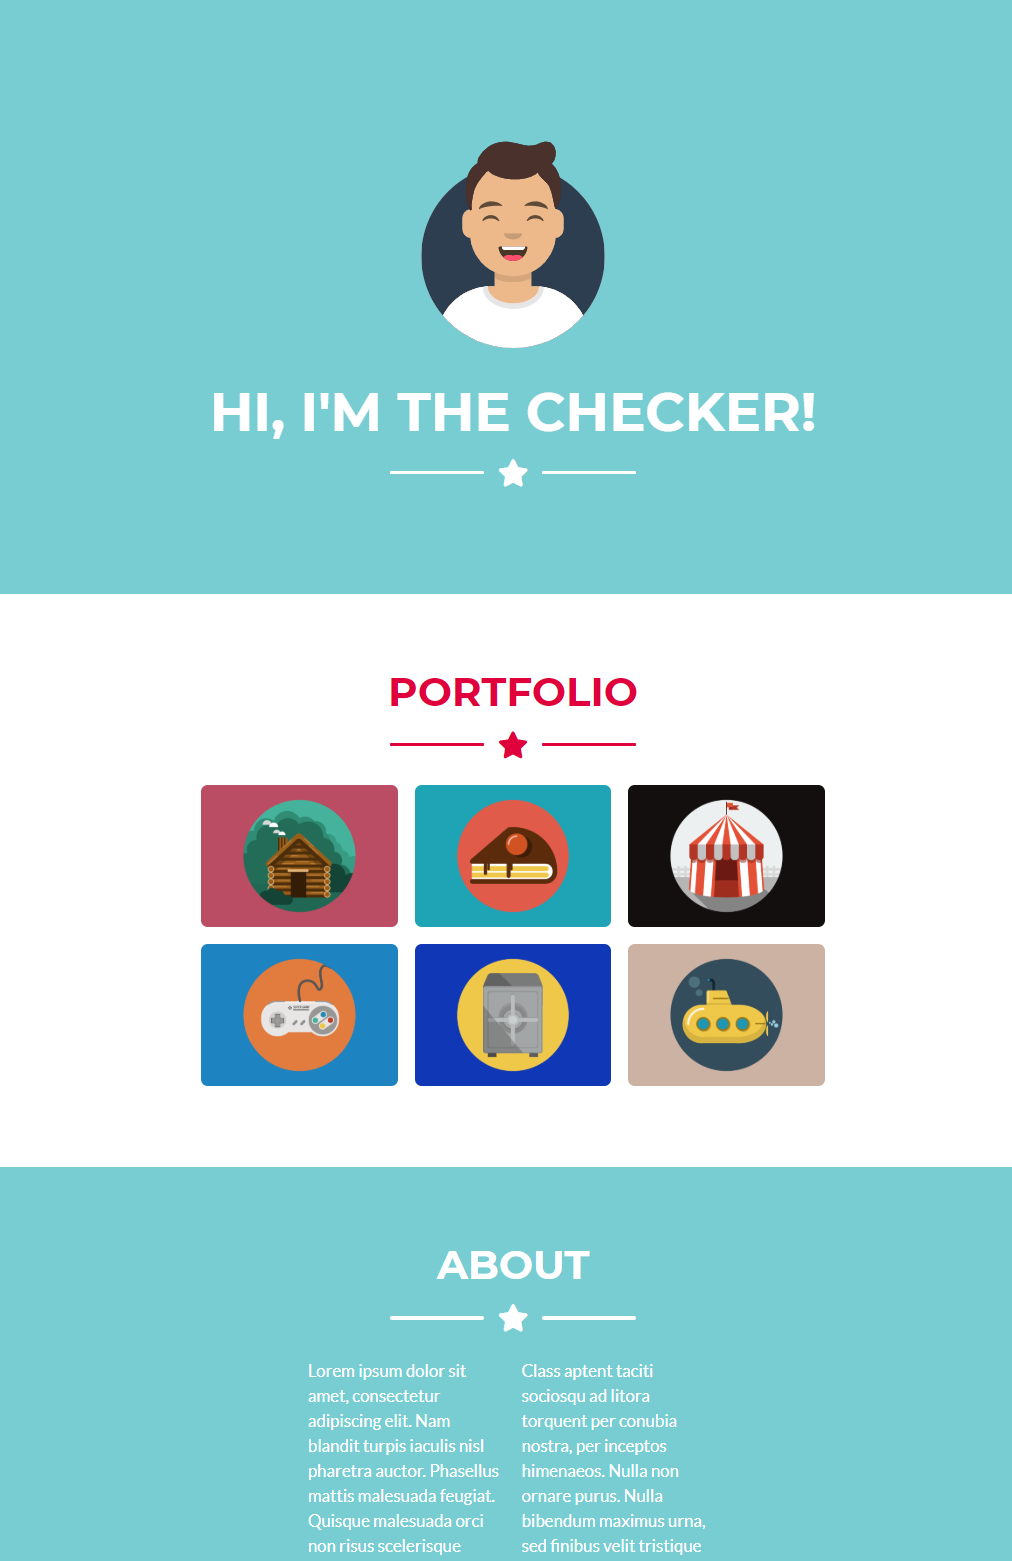 HI, I'M THE CHECKER!
PORTFOLIO
ABOUT
Lorem ipsum dolor sit
amet, consectetur
adipiscing elit. Nam
blandit turpis iaculis nisl
pharetra auctor. Phasellus
mattis malesuada feugiat.
Quisque malesuada orci
non risus scelerisque
Class aptent taciti
sociosqu ad litora
torquent per conubia
nostra, per inceptos
himenaeos. Nulla non
ornare purus. Nulla
bibendum maximus urna,
sed finibus velit tristique